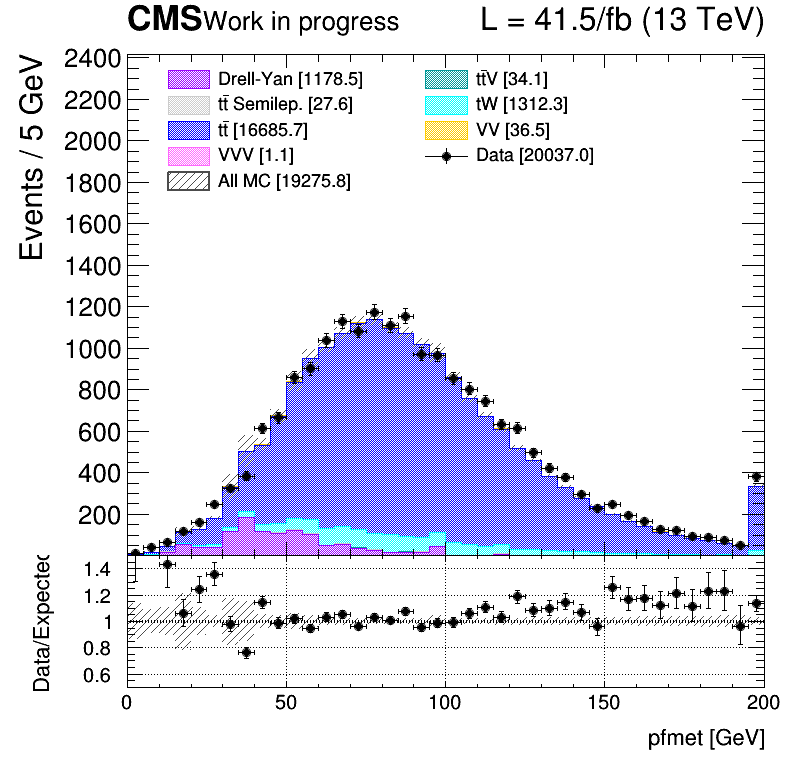 CMS Work in progress L = 41.5/fb (13 TeV)
Events / 5 GeV
2400
2200
2000
1800
1600
1400
1200
1000
800
600
400
200
Drell-Yan [1178.5]
tt̄ Semilep. [27.6]
tt̄ [16685.7]
VVV [1.1]
All MC [19275.8]
tt̄V [34.1]
tW [1312.3]
VV [36.5]
Data [20037.0]
Data/Expected
1.4
1.2
1
0.8
0.6
0 50 100 150 200
pfmet [GeV]